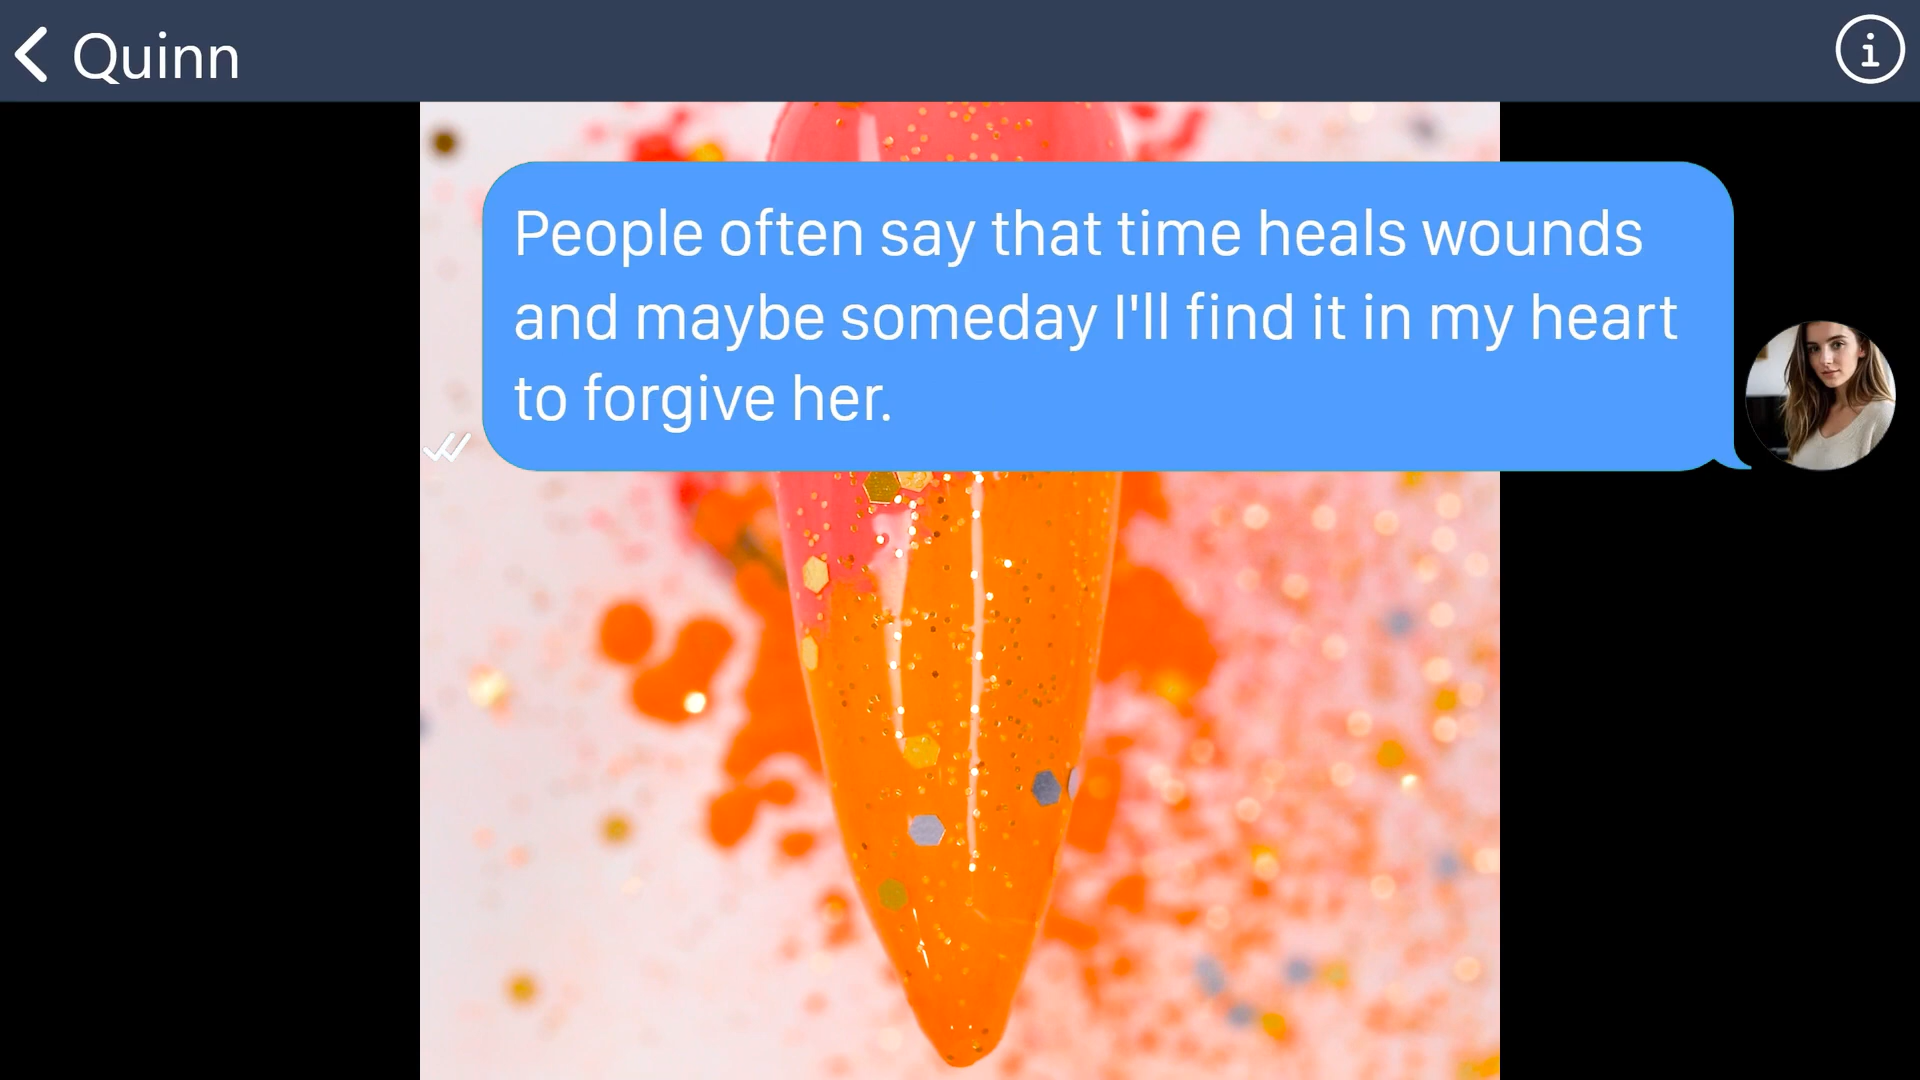 Quinn
People often say that time heals wounds
and maybe someday I'll find it in my heart
to forgive her.